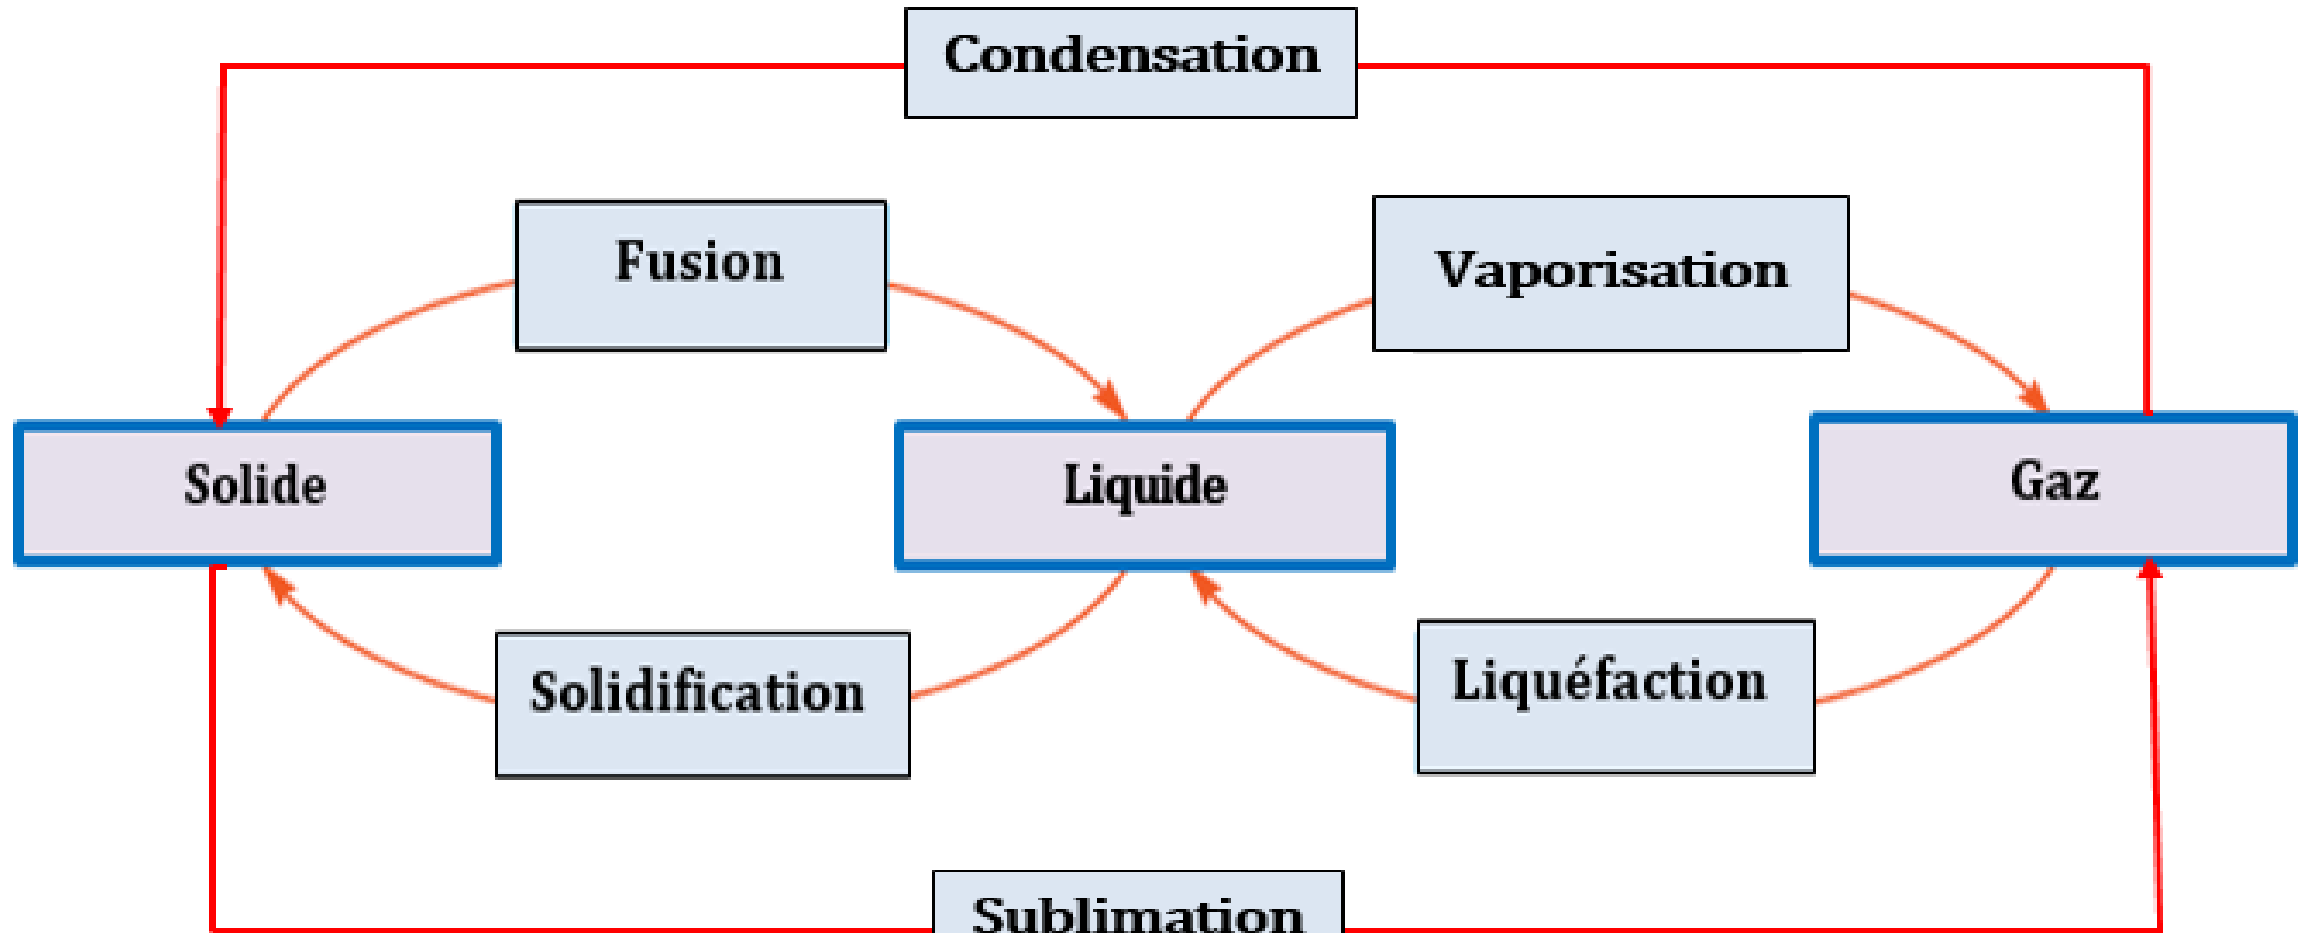 Condensation
Fusion
Vaporisation
Solide
Liquide
Gaz
Solidification
Liquéfaction
Sublimation